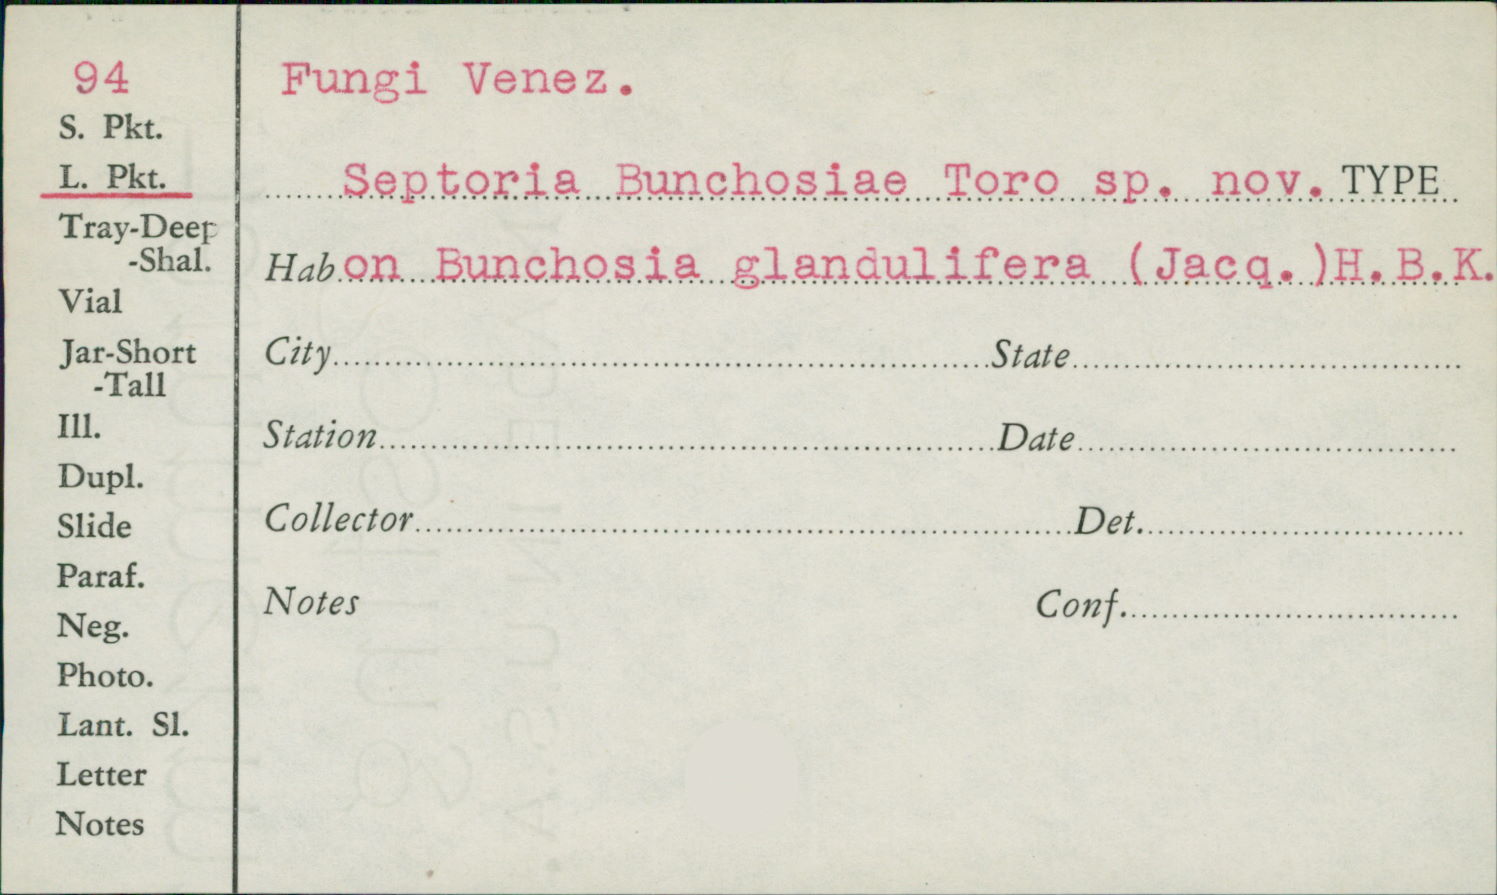 94
S. Pkt.
L. Pkt.
Tray-Deep
-Shal.
Vial
Jar-Short
-Tall
Ill.
Dupl.
Slide
Paraf.
Neg.
Photo.
Lant. Sl.
Letter
Notes
Fungi Venez.
Septoria Bunchosiae Toro sp. nov. TYPE
Hab. on Bunchosia glandulifera (Jacq.)H.B.K.
City State
Station Date
Collector Det.
Notes Conf.